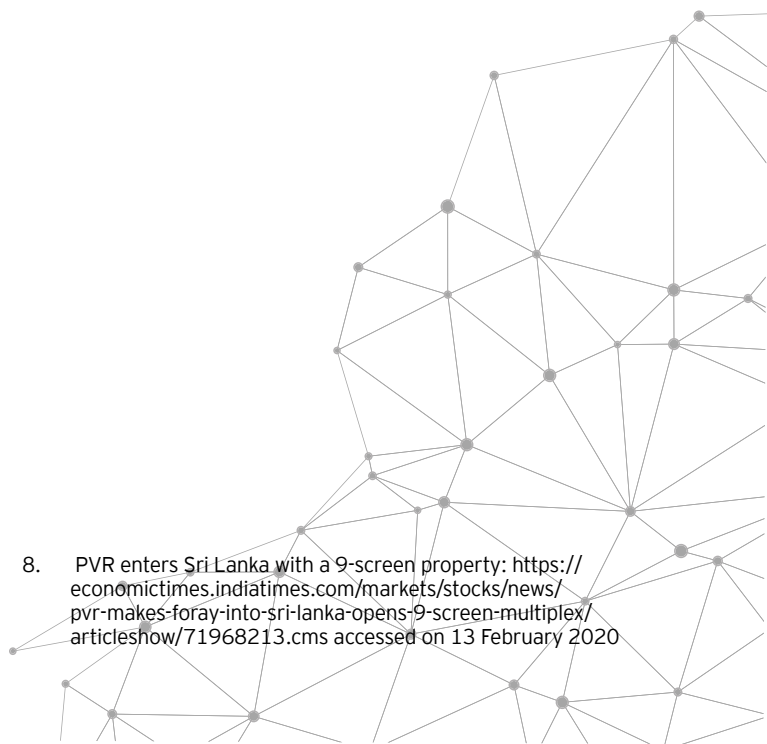 8. PVR enters Sri Lanka with a 9-screen property: https://
economictimes.indiatimes.com/markets/stocks/news/
pvr-makes-foray-into-sri-lanka-opens-9-screen-multiplex/
articleshow/71968213.cms accessed on 13 February 2020